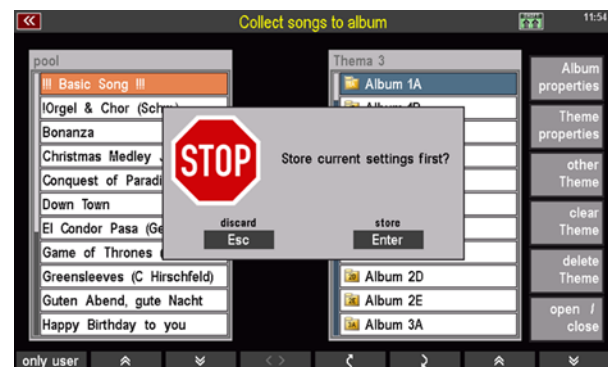 Collect songs to album
11:54
pool
!!! Basic Song !!!
!Orgel & Chor
Bonanza
Christmas Medley
Conquest of Paradi
Down Town
El Condor Pasa (Ge
Game of Thrones
Greensleeves (C Hirschfeld)
Guten Abend, gute Nacht
Happy Birthday to you
Thema 3
Album 1A
STOP
Store current settings first?
discard
Esc
store
Enter
Album 2D
Album 2E
Album 3A
Album
properties
Theme
properties
other
Theme
clear
Theme
delete
Theme
open /
close
only user